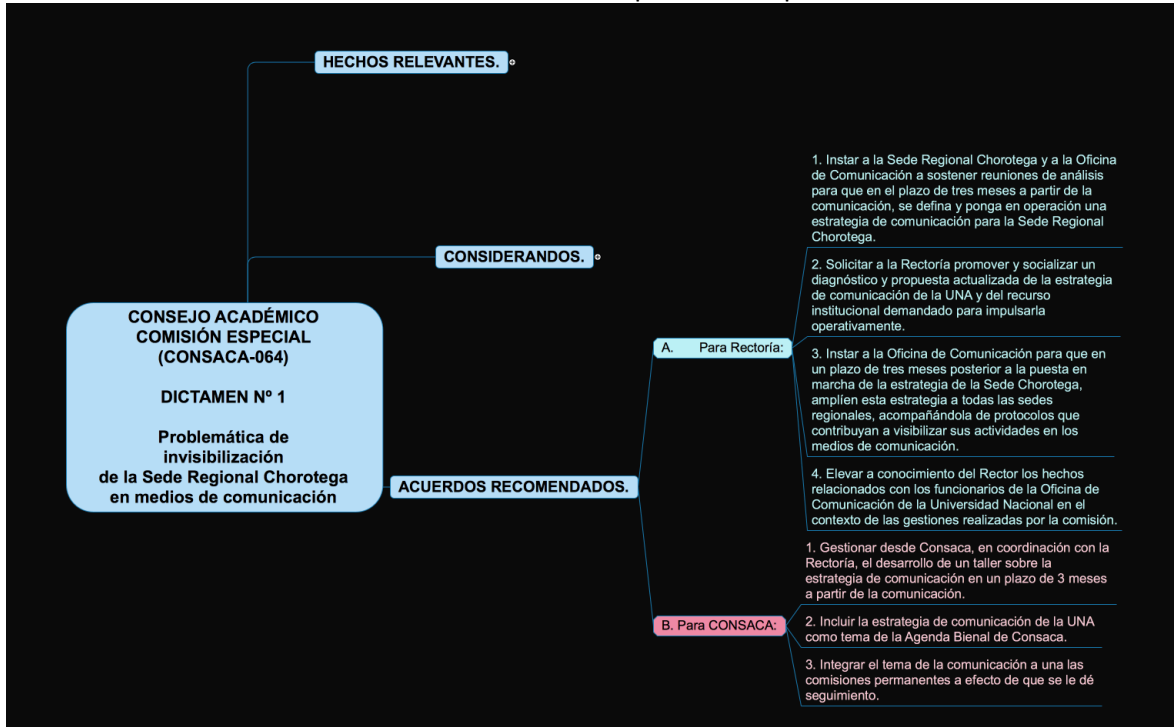 HECHOS RELEVANTES.
CONSIDERANDOS.
CONSEJO ACADÉMICO
COMISIÓN ESPECIAL
(CONSACA-064)
DICTAMEN Nº 1
Problemática de
invisibilización
de la Sede Regional Chorotega
en medios de comunicación
ACUERDOS RECOMENDADOS.
A. Para Rectoría:
1. Instar a la Sede Regional Chorotega y a la Oficina
de Comunicación a sostener reuniones de análisis
para que en el plazo de tres meses a partir de la
comunicación, se defina y ponga en operación una
estrategia de comunicación para la Sede Regional
Chorotega.
2. Solicitar a la Rectoría promover y socializar un
diagnóstico y propuesta actualizada de la estrategia
de comunicación de la UNA y del recurso
institucional demandado para impulsarla
operativamente.
3. Instar a la Oficina de Comunicación para que en
un plazo de tres meses posterior a la puesta en
marcha de la estrategia de la Sede Chorotega,
amplíen esta estrategia a todas las sedes
regionales, acompañándola de protocolos que
contribuyan a visibilizar sus actividades en los
medios de comunicación.
4. Elevar a conocimiento del Rector los hechos
relacionados con los funcionarios de la Oficina de
Comunicación de la Universidad Nacional en el
contexto de las gestiones realizadas por la comisión.
B. Para CONSACA:
1. Gestionar desde Consaca, en coordinación con la
Rectoría, el desarrollo de un taller sobre la
estrategia de comunicación en un plazo de 3 meses
a partir de la comunicación.
2. Incluir la estrategia de comunicación de la UNA
como tema de la Agenda Bienal de Consaca.
3. Integrar el tema de la comunicación a una las
comisiones permanentes a efecto de que se le dé
seguimiento.